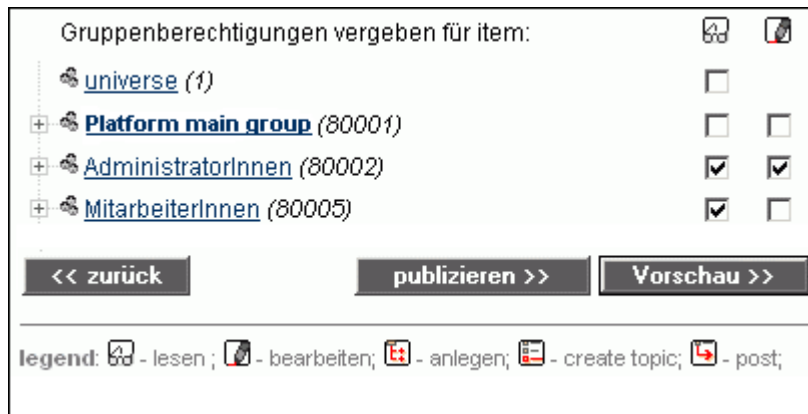 Gruppenberechtigungen vergeben für item:
universe (1)
Platform main group (80001)
AdministratorInnen (80002)
MitarbeiterInnen (80005)
<< zurück publizieren >> Vorschau >>
legend: - lesen ; - bearbeiten; - anlegen; - create topic; - post;